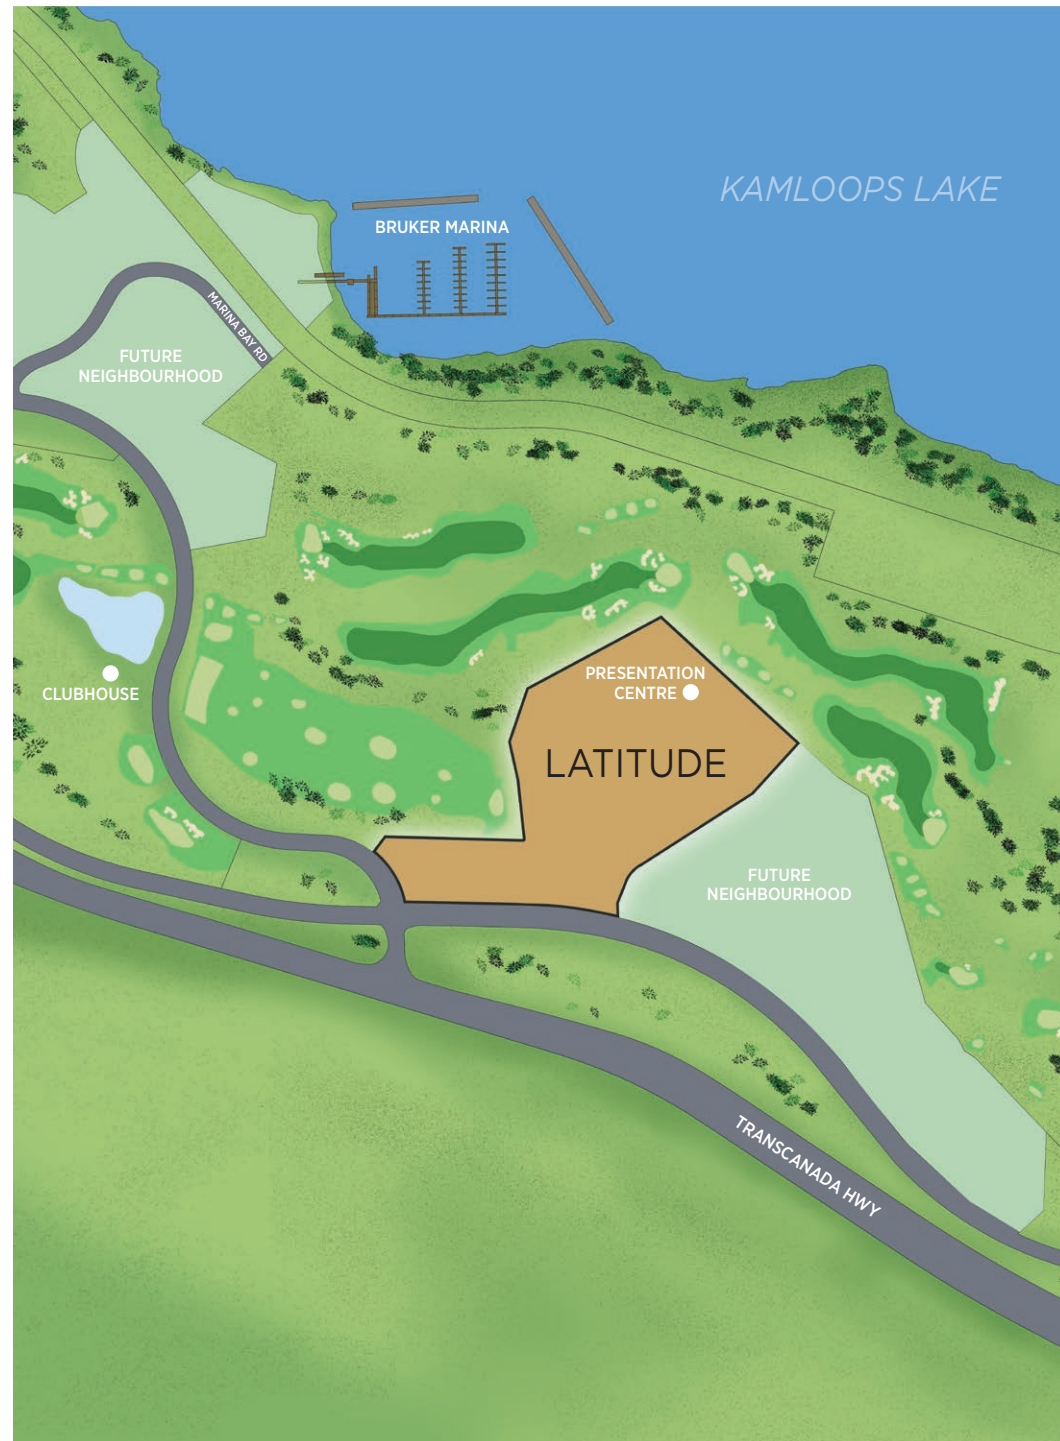 KAMLOOPS LAKE
BRUKER MARINA
MARINA BAY RD
FUTURE
NEIGHBOURHOOD
PRESENTATION
CENTRE
CLUBHOUSE
LATITUDE
FUTURE
NEIGHBOURHOOD
TRANSCANADA HWY